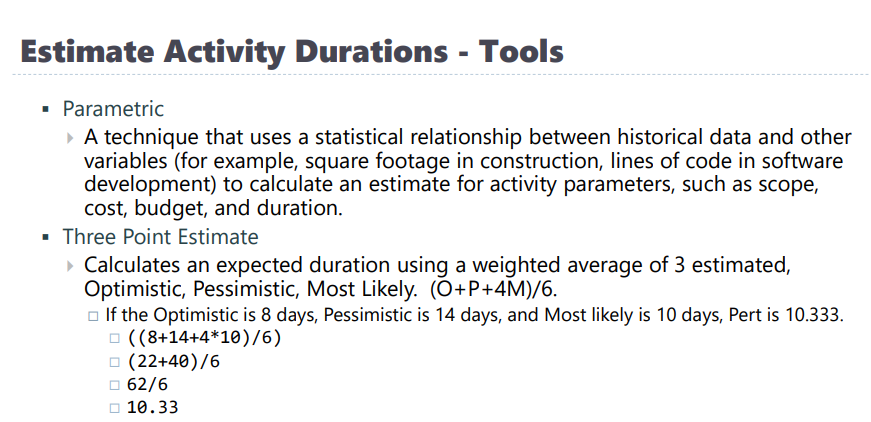 Estimate Activity Durations - Tools
▪ Parametric
A technique that uses a statistical relationship between historical data and other
variables (for example, square footage in construction, lines of code in software
development) to calculate an estimate for activity parameters, such as scope,
cost, budget, and duration.
▪ Three Point Estimate
Calculates an expected duration using a weighted average of 3 estimated,
Optimistic, Pessimistic, Most Likely. (O+P+4M)/6.
□ If the Optimistic is 8 days, Pessimistic is 14 days, and Most likely is 10 days, Pert is 10.333.
□ ((8+14+4*10)/6)
□ (22+40)/6
□ 62/6
□ 10.33